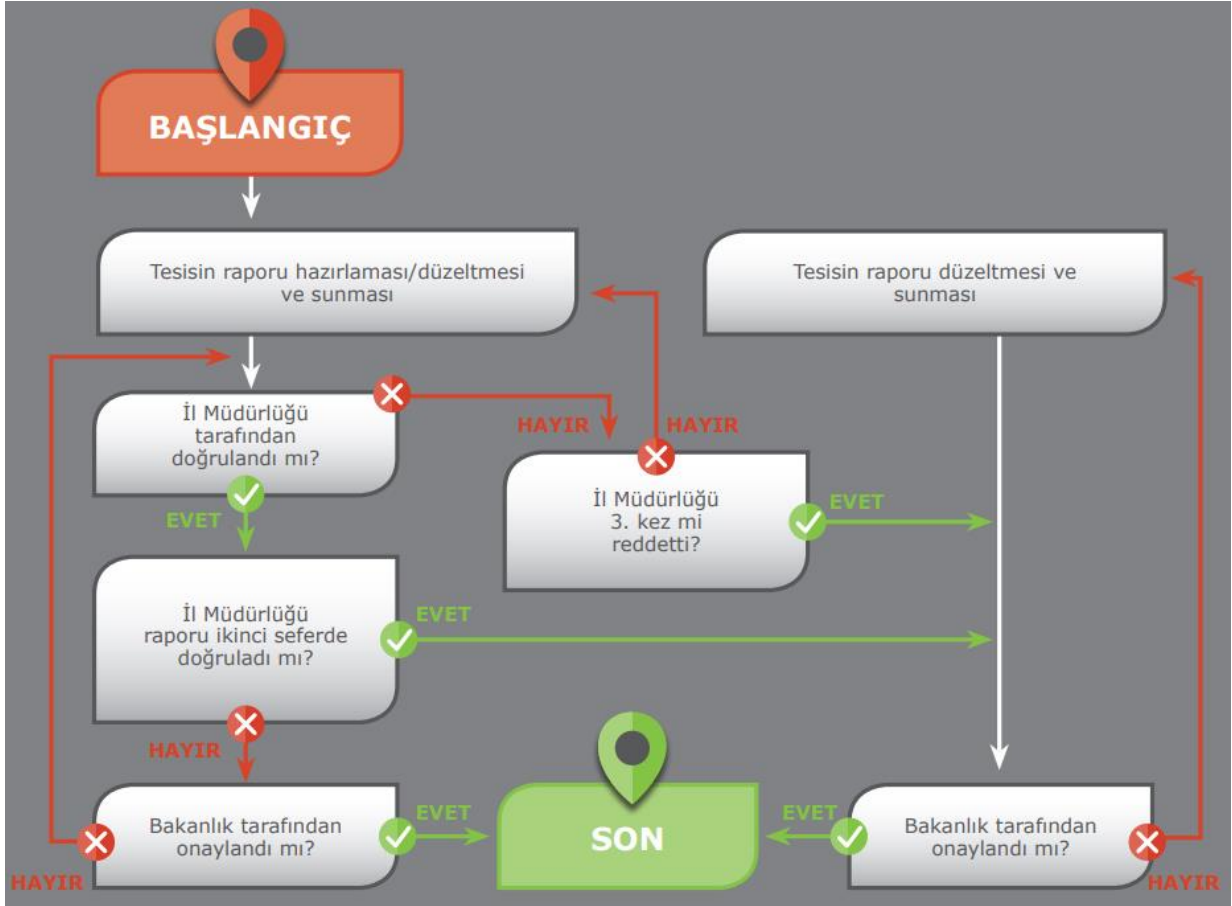 BAŞLANGIÇ
Tesisin raporu hazırlaması/düzeltmesi
ve sunması
Tesisin raporu düzeltmesi ve
sunması
İl Müdürlüğü
tarafından
doğrulandı mı?
HAYIR
HAYIR
İl Müdürlüğü
3. kez mi
reddetti?
EVET
EVET
İl Müdürlüğü
raporu ikinci seferde
doğruladı mı?
EVET
HAYIR
Bakanlık tarafından
onaylandı mı?
EVET
HAYIR
SON
EVET
Bakanlık tarafından
onaylandı mı?
HAYIR